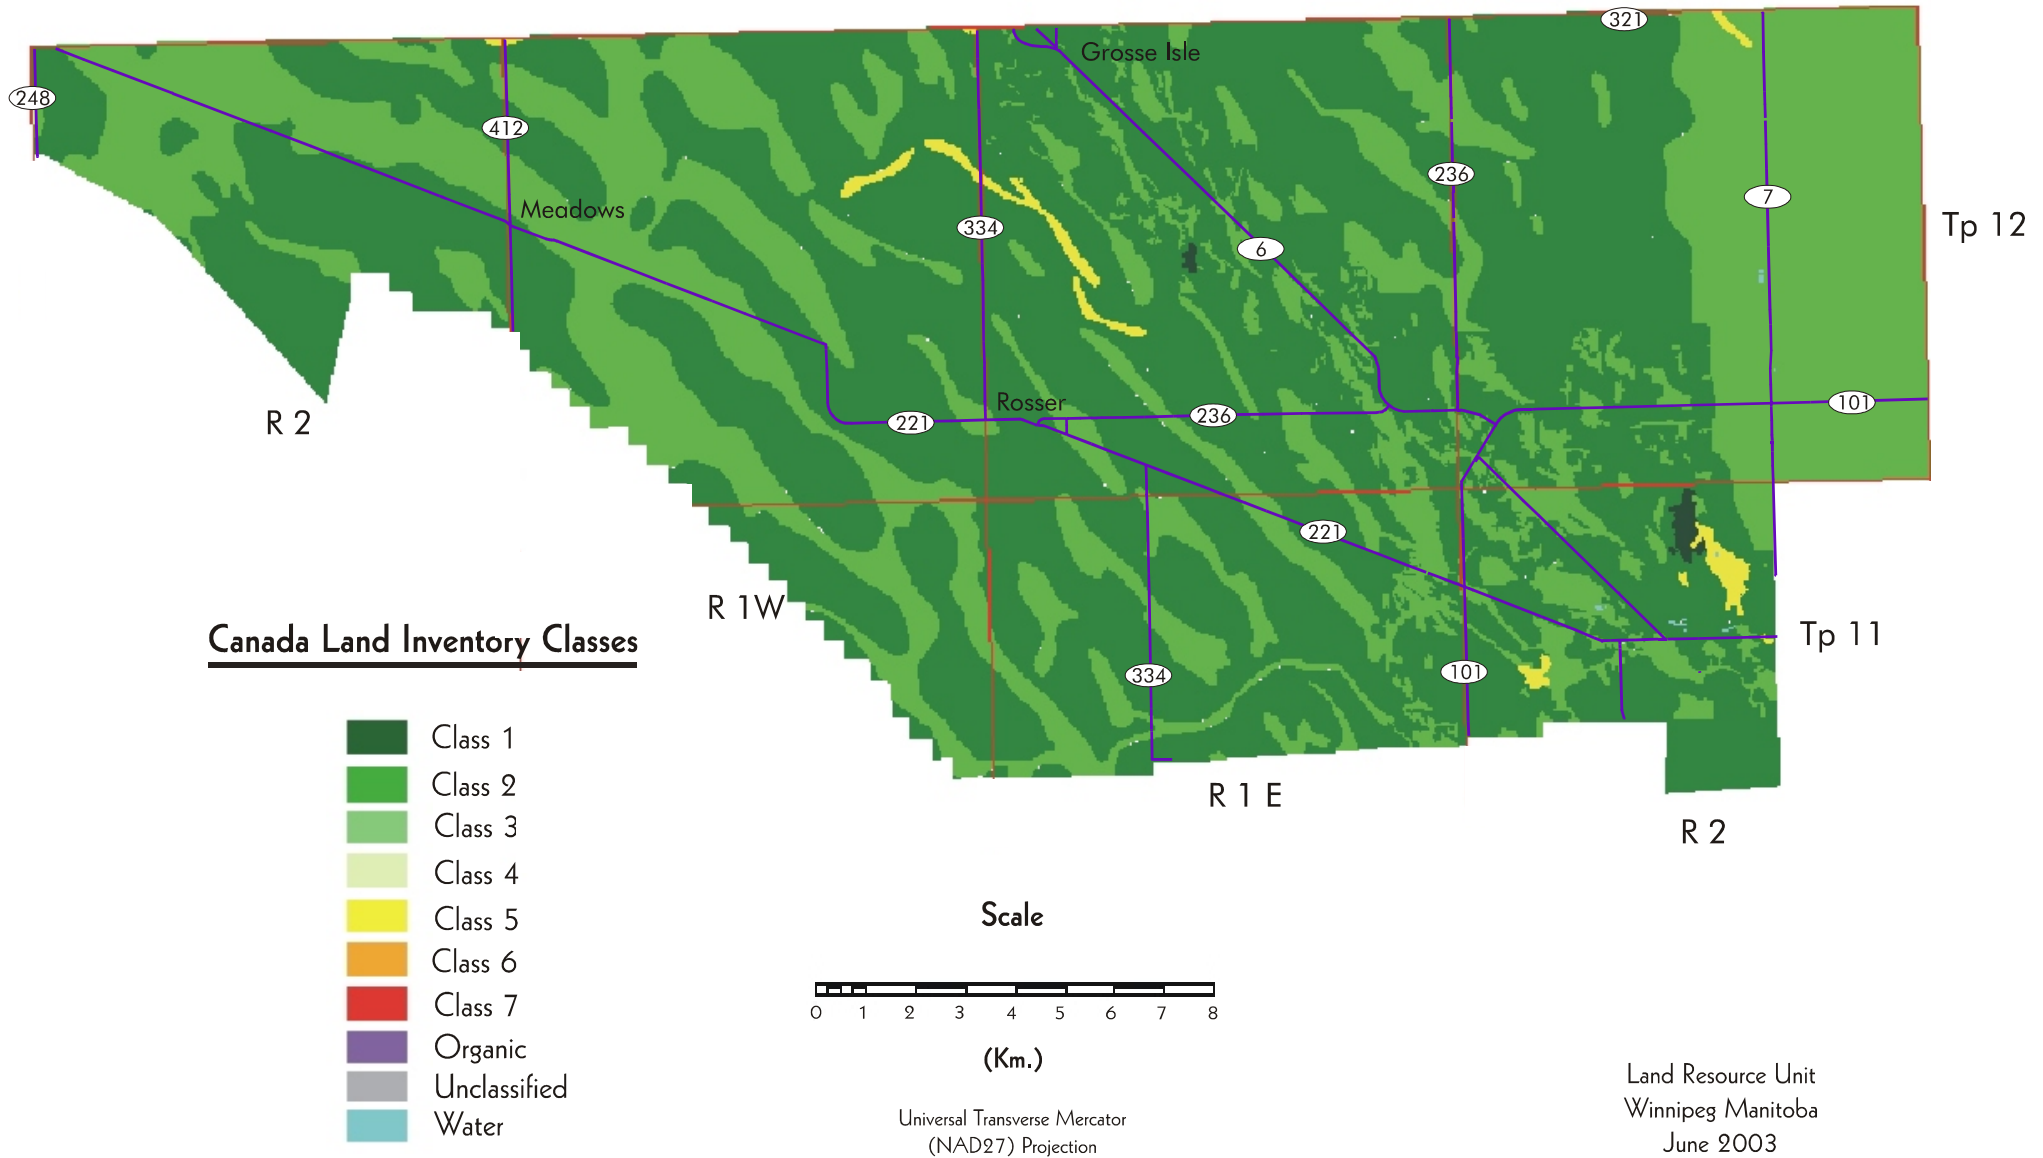 321
Grosse Isle
248
412
236
7
Meadows
334
6
Tp 12
Rosser
221
236
101
R 2
221
R 1W
Tp 11
334
101
R 1 E
R 2
Canada Land Inventory Classes
Class 1
Class 2
Class 3
Class 4
Class 5
Class 6
Class 7
Organic
Unclassified
Water
Scale
0 1 2 3 4 5 6 7 8
(Km.)
Universal Transverse Mercator
(NAD27) Projection
Land Resource Unit
Winnipeg Manitoba
June 2003